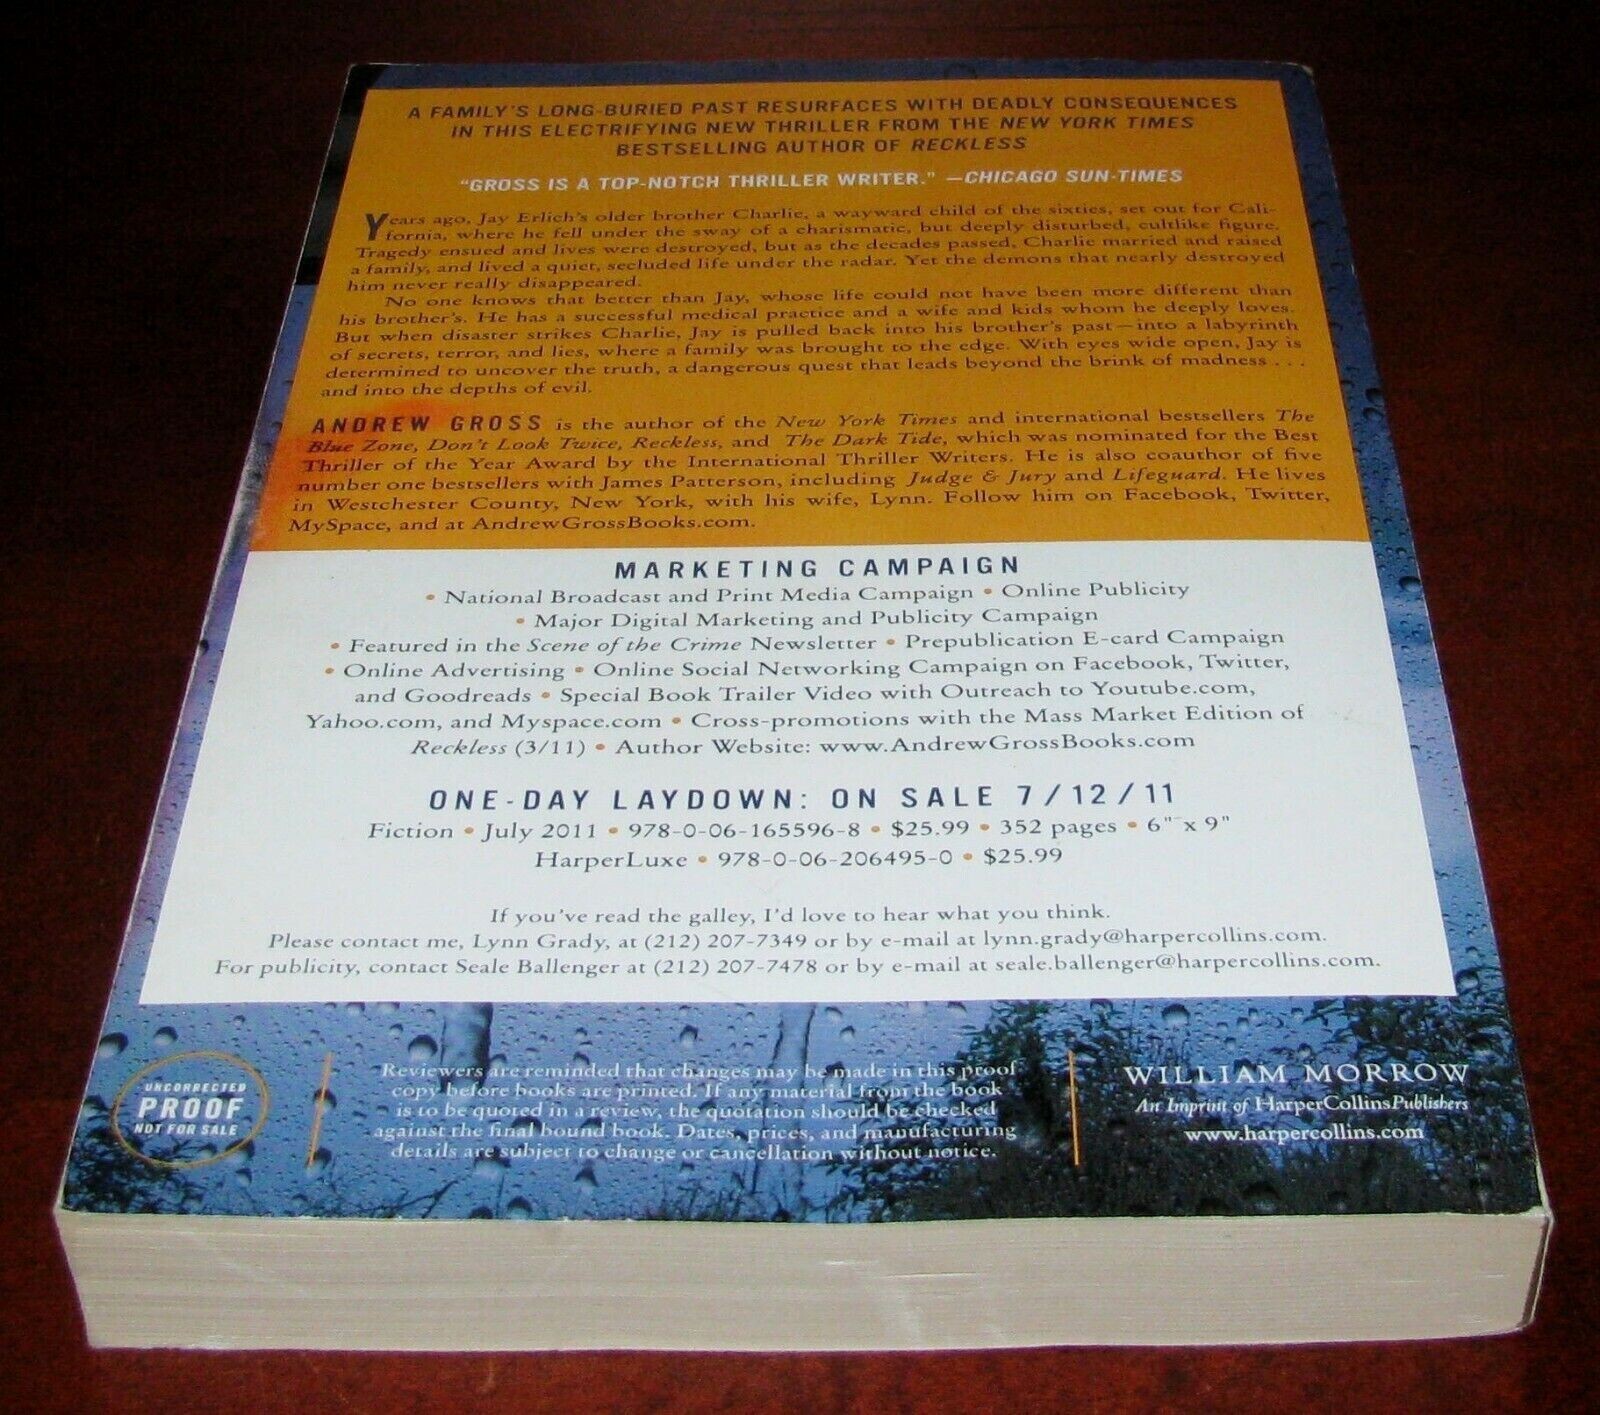 A FAMILY'S LONG-BURIED PAST RESURFACES WITH DEADLY CONSEQUENCES
IN THIS ELECTRIFYING NEW THRILLER FROM THE NEW YORK TIMES
BESTSELLING AUTHOR OF RECKLESS
"GROSS IS A TOP-NOTCH THRILLER WRITER." —CHICAGO SUN-TIMES
Years ago, Jay Erlich's older brother Charlie, a wayward child of the sixties, set out for Cali-
fornia, where he fell under the sway of a charismatic, but deeply disturbed, cultlike figure.
Tragedy ensued and lives were destroyed, but as the decades passed, Charlie married and raised
a family, and lived a quiet, secluded life under the radar. Yet the demons that nearly destroyed
him never really disappeared.
No one knows that better than Jay, whose life could not have been more different than
his brother's. He has a successful medical practice and a wife and kids whom he deeply loves.
But when disaster strikes Charlie, Jay is pulled back into his brother's past—into a labyrinth
of secrets, terror, and lies, where a family was brought to the edge. With eyes wide open, Jay is
determined to uncover the truth, a dangerous quest that leads beyond the brink of madness . . .
and into the depths of evil.
ANDREW GROSS is the author of the New York Times and international bestsellers The
Blue Zone, Don't Look Twice, Reckless, and The Dark Tide, which was nominated for the Best
Thriller of the Year Award by the International Thriller Writers. He is also coauthor of five
number one bestsellers with James Patterson, including Judge & Jury and Lifeguard. He lives
in Westchester County, New York, with his wife, Lynn. Follow him on Facebook, Twitter,
MySpace, and at AndrewGrossBooks.com.
MARKETING CAMPAIGN
• National Broadcast and Print Media Campaign • Online Publicity
• Major Digital Marketing and Publicity Campaign
• Featured in the Scene of the Crime Newsletter • Prepublication E-card Campaign
• Online Advertising • Online Social Networking Campaign on Facebook, Twitter,
and Goodreads • Special Book Trailer Video with Outreach to Youtube.com,
Yahoo.com, and Myspace.com • Cross-promotions with the Mass Market Edition of
Reckless (3/11) • Author Website: www.AndrewGrossBooks.com
ONE-DAY LAYDOWN: ON SALE 7/12/11
Fiction • July 2011 • 978-0-06-165596-8 • $25.99 • 352 pages • 6" x 9"
HarperLuxe • 978-0-06-206495-0 • $25.99
If you've read the galley, I'd love to hear what you think.
Please contact me, Lynn Grady, at (212) 207-7349 or by e-mail at lynn.grady@harpercollins.com.
For publicity, contact Seale Ballenger at (212) 207-7478 or by e-mail at seale.ballenger@harpercollins.com.
UNCORRECTED
PROOF
NOT FOR SALE
Reviewers are reminded that changes may be made in this proof
copy before books are printed. If any material from the book
is to be quoted in a review, the quotation should be checked
against the final bound book. Dates, prices, and manufacturing
details are subject to change or cancellation without notice.
WILLIAM MORROW
An Imprint of HarperCollinsPublishers
www.harpercollins.com